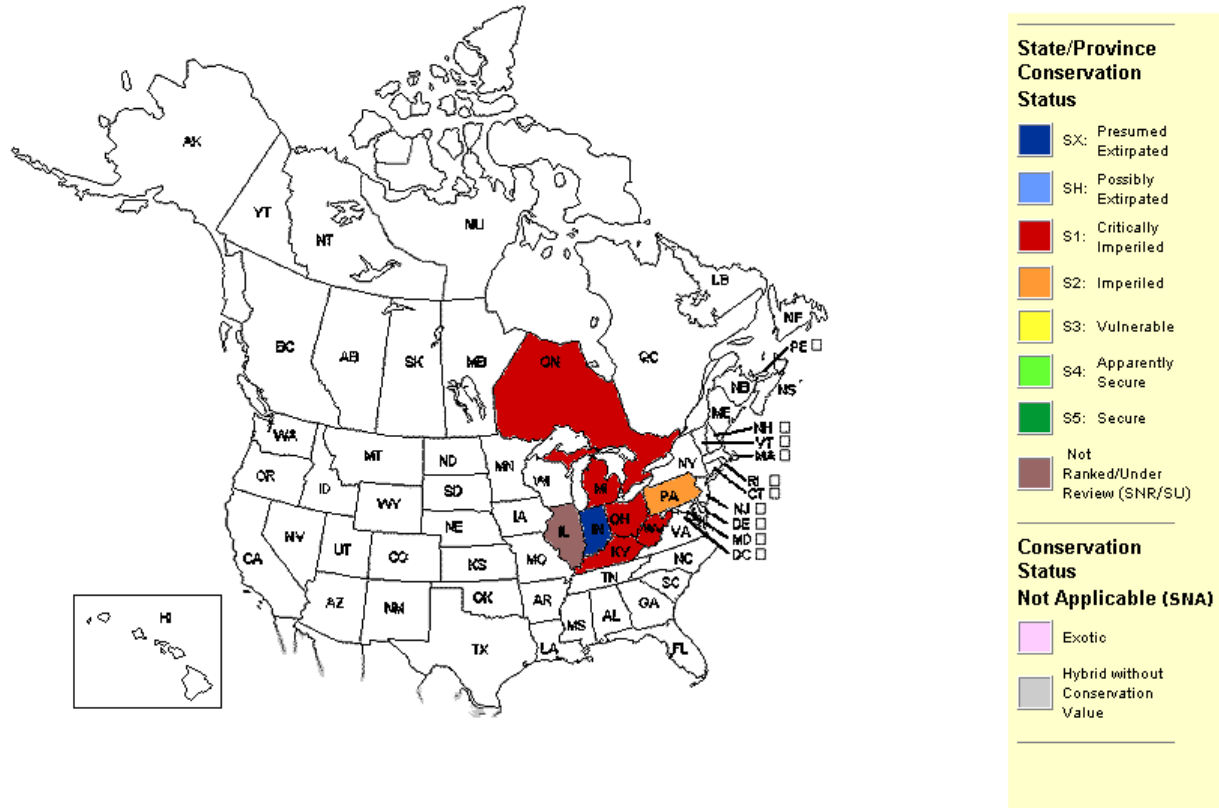 AK
YT
NT
NU
BC
AB
SK
MB
ON
QC
LB
NF
PE
NB
NS
ME
NH
VT
MA
WA
MT
ND
MN
WI
MI
NY
RI
CT
OR
ID
WY
SD
IA
PA
NJ
DE
MD
DC
NV
UT
CO
NE
IL
IN
OH
WV
VA
CA
KS
MO
KY
NC
AZ
NM
OK
AR
TN
SC
TX
LA
MS
AL
GA
FL
HI
State/Province
Conservation
Status
SX: Presumed
Extirpated
SH: Possibly
Extirpated
S1: Critically
Imperiled
S2: Imperiled
S3: Vulnerable
S4: Apparently
Secure
S5: Secure
Not
Ranked/Under
Review (SNR/SU)
Conservation
Status
Not Applicable (SNA)
Exotic
Hybrid without
Conservation
Value